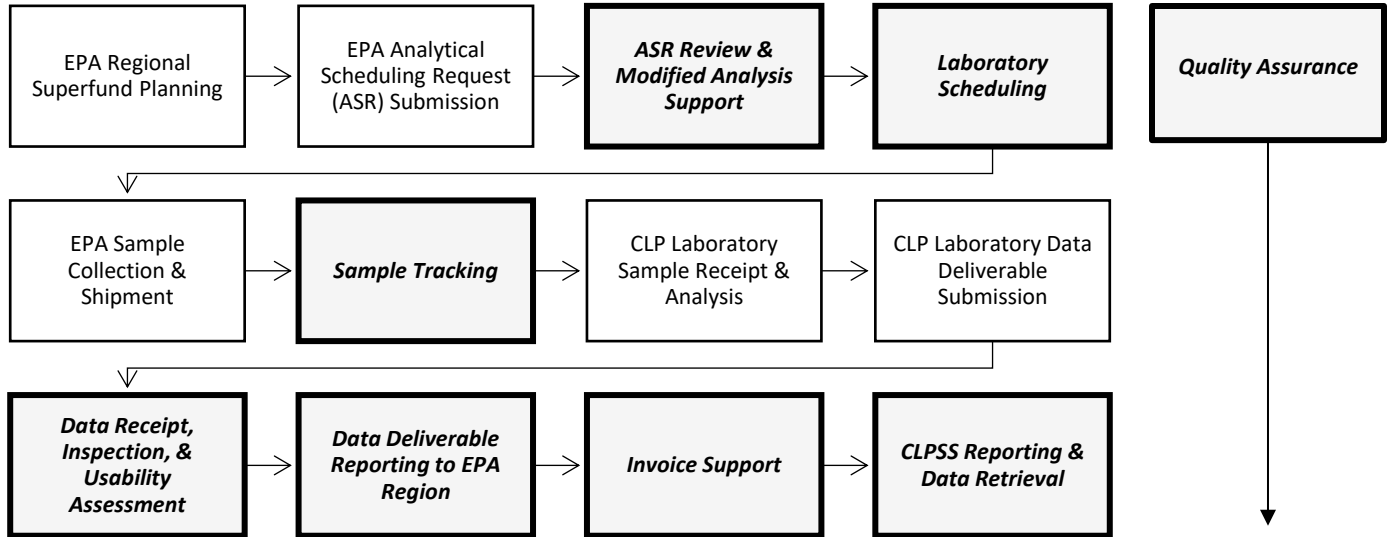 EPA Regional
Superfund Planning
EPA Analytical
Scheduling Request
(ASR) Submission
ASR Review &
Modified Analysis
Support
Laboratory
Scheduling
Quality Assurance
EPA Sample
Collection &
Shipment
Sample Tracking
CLP Laboratory
Sample Receipt &
Analysis
CLP Laboratory Data
Deliverable
Submission
Data Receipt,
Inspection, &
Usability
Assessment
Data Deliverable
Reporting to EPA
Region
Invoice Support
CLPSS Reporting &
Data Retrieval